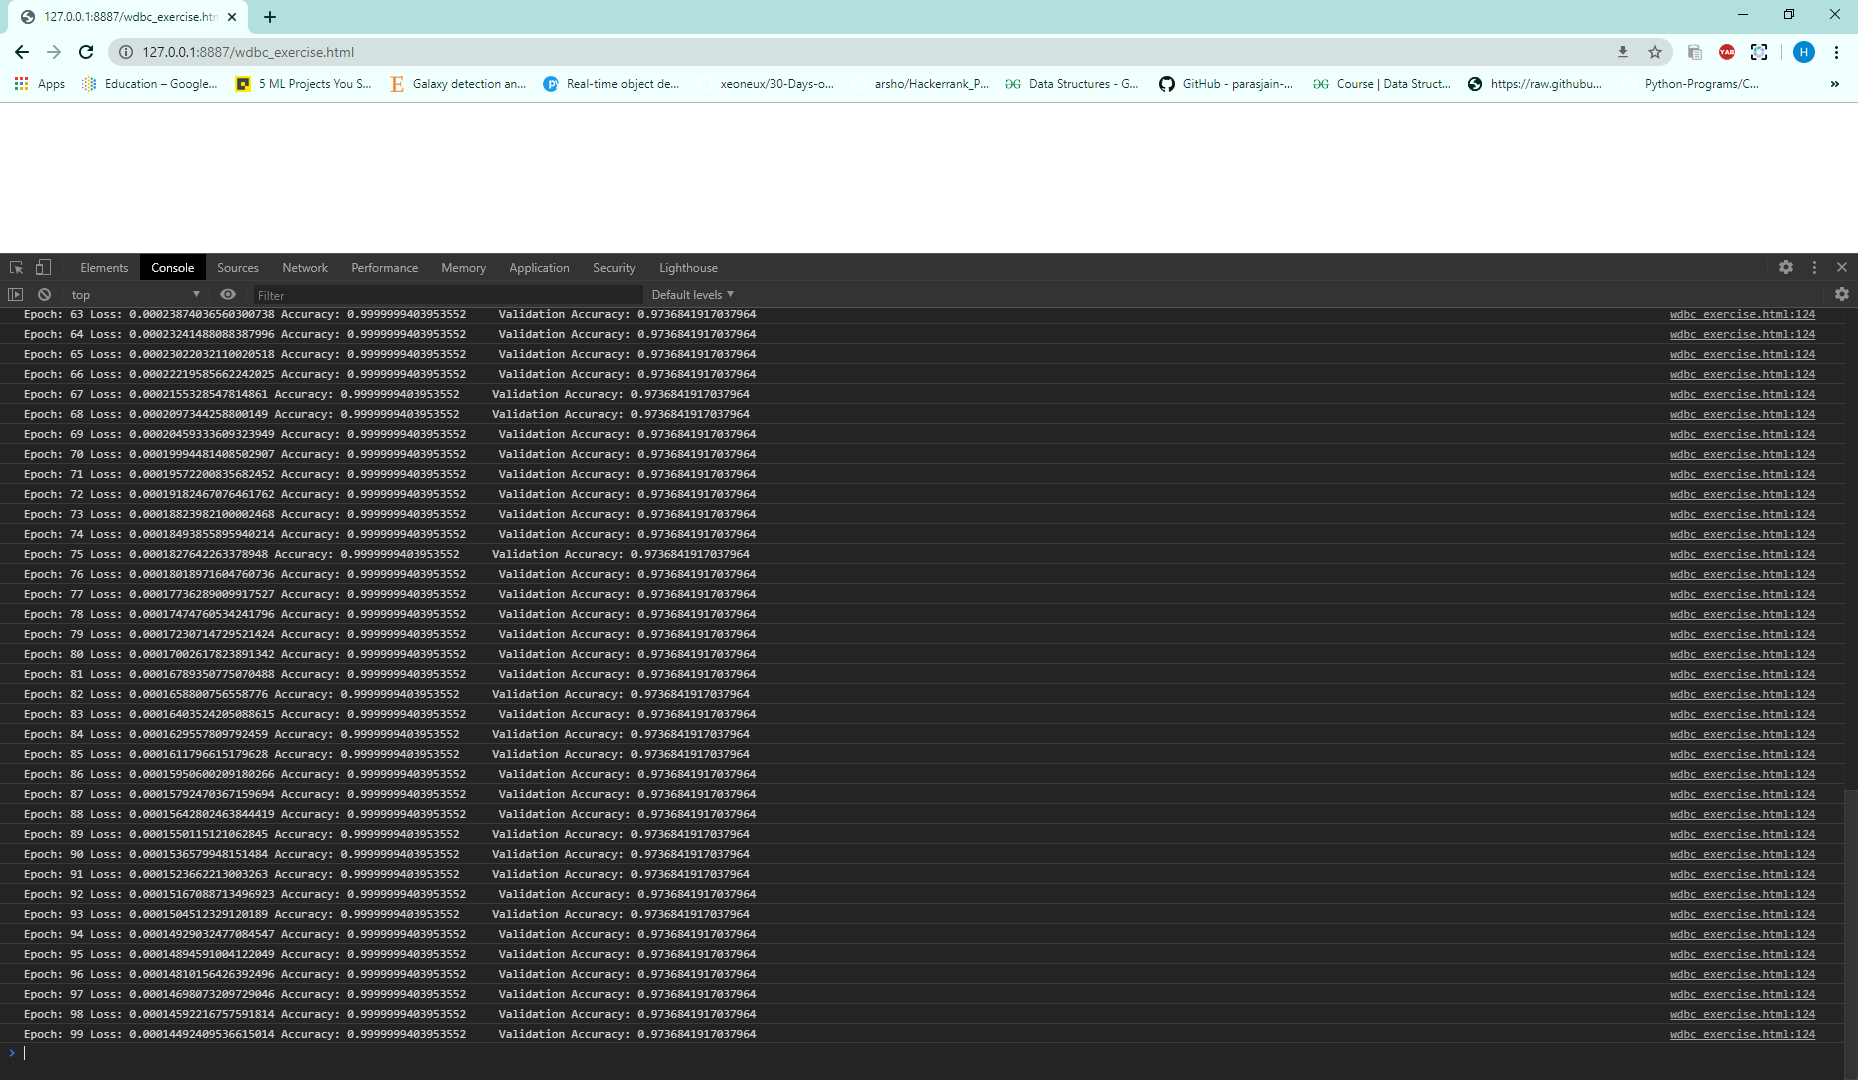 127.0.0.1:8887/wdbc_exercise.htm
127.0.0.1:8887/wdbc_exercise.html
YAB
H
Apps Education – Google... 5 ML Projects You S... Galaxy detection an... Real-time object de... xeoneux/30-Days-o... arsho/Hackerrank_P... Data Structures - G... GitHub - parasjain-... Course | Data Struct... https://raw.githubu... Python-Programs/C... »
Elements Console Sources Network Performance Memory Application Security Lighthouse
top Filter Default levels
Epoch: 63 Loss: 0.00023874036560300738 Accuracy: 0.9999999403953552 Validation Accuracy: 0.9736841917037964 wdbc_exercise.html:124
Epoch: 64 Loss: 0.00023241488088387996 Accuracy: 0.9999999403953552 Validation Accuracy: 0.9736841917037964 wdbc_exercise.html:124
Epoch: 65 Loss: 0.00023022032110020518 Accuracy: 0.9999999403953552 Validation Accuracy: 0.9736841917037964 wdbc_exercise.html:124
Epoch: 66 Loss: 0.00022219585662242025 Accuracy: 0.9999999403953552 Validation Accuracy: 0.9736841917037964 wdbc_exercise.html:124
Epoch: 67 Loss: 0.0002155328547814861 Accuracy: 0.9999999403953552 Validation Accuracy: 0.9736841917037964 wdbc_exercise.html:124
Epoch: 68 Loss: 0.0002097344258800149 Accuracy: 0.9999999403953552 Validation Accuracy: 0.9736841917037964 wdbc_exercise.html:124
Epoch: 69 Loss: 0.00020459333609323949 Accuracy: 0.9999999403953552 Validation Accuracy: 0.9736841917037964 wdbc_exercise.html:124
Epoch: 70 Loss: 0.00019994481408502907 Accuracy: 0.9999999403953552 Validation Accuracy: 0.9736841917037964 wdbc_exercise.html:124
Epoch: 71 Loss: 0.00019572200835682452 Accuracy: 0.9999999403953552 Validation Accuracy: 0.9736841917037964 wdbc_exercise.html:124
Epoch: 72 Loss: 0.00019182467076461762 Accuracy: 0.9999999403953552 Validation Accuracy: 0.9736841917037964 wdbc_exercise.html:124
Epoch: 73 Loss: 0.00018823982100002468 Accuracy: 0.9999999403953552 Validation Accuracy: 0.9736841917037964 wdbc_exercise.html:124
Epoch: 74 Loss: 0.00018493855895940214 Accuracy: 0.9999999403953552 Validation Accuracy: 0.9736841917037964 wdbc_exercise.html:124
Epoch: 75 Loss: 0.0001827642263378948 Accuracy: 0.9999999403953552 Validation Accuracy: 0.9736841917037964 wdbc_exercise.html:124
Epoch: 76 Loss: 0.00018018971604760736 Accuracy: 0.9999999403953552 Validation Accuracy: 0.9736841917037964 wdbc_exercise.html:124
Epoch: 77 Loss: 0.00017736289009917527 Accuracy: 0.9999999403953552 Validation Accuracy: 0.9736841917037964 wdbc_exercise.html:124
Epoch: 78 Loss: 0.00017474760534241796 Accuracy: 0.9999999403953552 Validation Accuracy: 0.9736841917037964 wdbc_exercise.html:124
Epoch: 79 Loss: 0.00017230714729521424 Accuracy: 0.9999999403953552 Validation Accuracy: 0.9736841917037964 wdbc_exercise.html:124
Epoch: 80 Loss: 0.00017002617823891342 Accuracy: 0.9999999403953552 Validation Accuracy: 0.9736841917037964 wdbc_exercise.html:124
Epoch: 81 Loss: 0.00016789350775070488 Accuracy: 0.9999999403953552 Validation Accuracy: 0.9736841917037964 wdbc_exercise.html:124
Epoch: 82 Loss: 0.0001658800756558776 Accuracy: 0.9999999403953552 Validation Accuracy: 0.9736841917037964 wdbc_exercise.html:124
Epoch: 83 Loss: 0.00016403524205088615 Accuracy: 0.9999999403953552 Validation Accuracy: 0.9736841917037964 wdbc_exercise.html:124
Epoch: 84 Loss: 0.0001629557809792459 Accuracy: 0.9999999403953552 Validation Accuracy: 0.9736841917037964 wdbc_exercise.html:124
Epoch: 85 Loss: 0.0001611796615179628 Accuracy: 0.9999999403953552 Validation Accuracy: 0.9736841917037964 wdbc_exercise.html:124
Epoch: 86 Loss: 0.00015950600209180266 Accuracy: 0.9999999403953552 Validation Accuracy: 0.9736841917037964 wdbc_exercise.html:124
Epoch: 87 Loss: 0.00015792470367159694 Accuracy: 0.9999999403953552 Validation Accuracy: 0.9736841917037964 wdbc_exercise.html:124
Epoch: 88 Loss: 0.00015642802463844419 Accuracy: 0.9999999403953552 Validation Accuracy: 0.9736841917037964 wdbc_exercise.html:124
Epoch: 89 Loss: 0.0001550115121062845 Accuracy: 0.9999999403953552 Validation Accuracy: 0.9736841917037964 wdbc_exercise.html:124
Epoch: 90 Loss: 0.0001536579948151484 Accuracy: 0.9999999403953552 Validation Accuracy: 0.9736841917037964 wdbc_exercise.html:124
Epoch: 91 Loss: 0.0001523662213003263 Accuracy: 0.9999999403953552 Validation Accuracy: 0.9736841917037964 wdbc_exercise.html:124
Epoch: 92 Loss: 0.00015167088713496923 Accuracy: 0.9999999403953552 Validation Accuracy: 0.9736841917037964 wdbc_exercise.html:124
Epoch: 93 Loss: 0.0001504512329120189 Accuracy: 0.9999999403953552 Validation Accuracy: 0.9736841917037964 wdbc_exercise.html:124
Epoch: 94 Loss: 0.00014929032477084547 Accuracy: 0.9999999403953552 Validation Accuracy: 0.9736841917037964 wdbc_exercise.html:124
Epoch: 95 Loss: 0.00014894591004122049 Accuracy: 0.9999999403953552 Validation Accuracy: 0.9736841917037964 wdbc_exercise.html:124
Epoch: 96 Loss: 0.00014810156426392496 Accuracy: 0.9999999403953552 Validation Accuracy: 0.9736841917037964 wdbc_exercise.html:124
Epoch: 97 Loss: 0.00014698073209729046 Accuracy: 0.9999999403953552 Validation Accuracy: 0.9736841917037964 wdbc_exercise.html:124
Epoch: 98 Loss: 0.00014592216757591814 Accuracy: 0.9999999403953552 Validation Accuracy: 0.9736841917037964 wdbc_exercise.html:124
Epoch: 99 Loss: 0.00014492409536615014 Accuracy: 0.9999999403953552 Validation Accuracy: 0.9736841917037964 wdbc_exercise.html:124